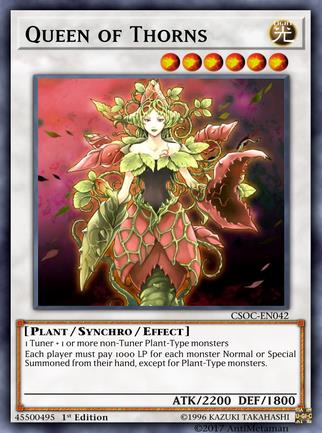 Queen of Thorns
光
CSOC-EN042
[Plant / Synchro / Effect]
1 Tuner + 1 or more non-Tuner Plant-Type monsters
Each player must pay 1000 LP for each monster Normal or Special
Summoned from their hand, except for Plant-Type monsters.
ATK/2200 DEF/1800
45500495 1st Edition ©1996 KAZUKI TAKAHASHI
©2017 AntiMetaman